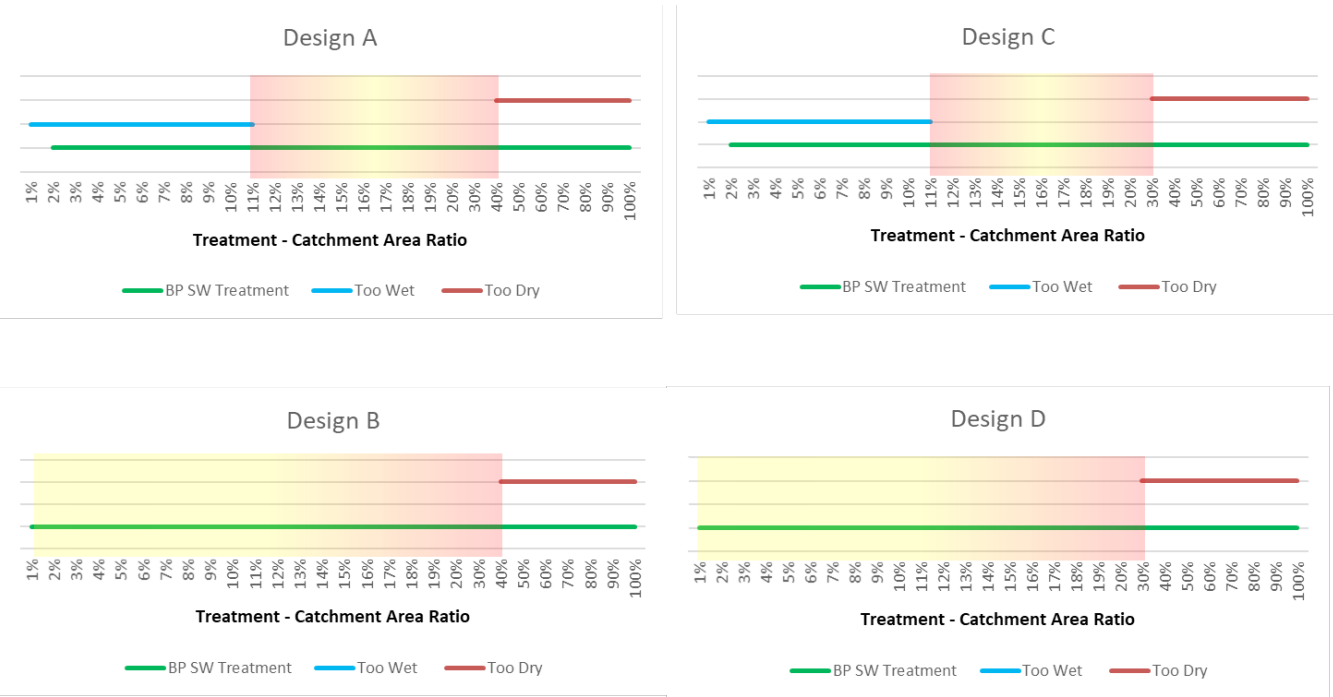 Design A
1% 2% 3% 4% 5% 6% 7% 8% 9% 10% 11% 12% 13% 14% 15% 16% 17% 18% 19% 20% 30% 40% 50% 60% 70% 80% 90% 100%
Treatment - Catchment Area Ratio
BP SW Treatment Too Wet Too Dry
Design C
1% 2% 3% 4% 5% 6% 7% 8% 9% 10% 11% 12% 13% 14% 15% 16% 17% 18% 19% 20% 30% 40% 50% 60% 70% 80% 90% 100%
Treatment - Catchment Area Ratio
BP SW Treatment Too Wet Too Dry
Design B
1% 2% 3% 4% 5% 6% 7% 8% 9% 10% 11% 12% 13% 14% 15% 16% 17% 18% 19% 20% 30% 40% 50% 60% 70% 80% 90% 100%
Treatment - Catchment Area Ratio
BP SW Treatment Too Wet Too Dry
Design D
1% 2% 3% 4% 5% 6% 7% 8% 9% 10% 11% 12% 13% 14% 15% 16% 17% 18% 19% 20% 30% 40% 50% 60% 70% 80% 90% 100%
Treatment - Catchment Area Ratio
BP SW Treatment Too Wet Too Dry